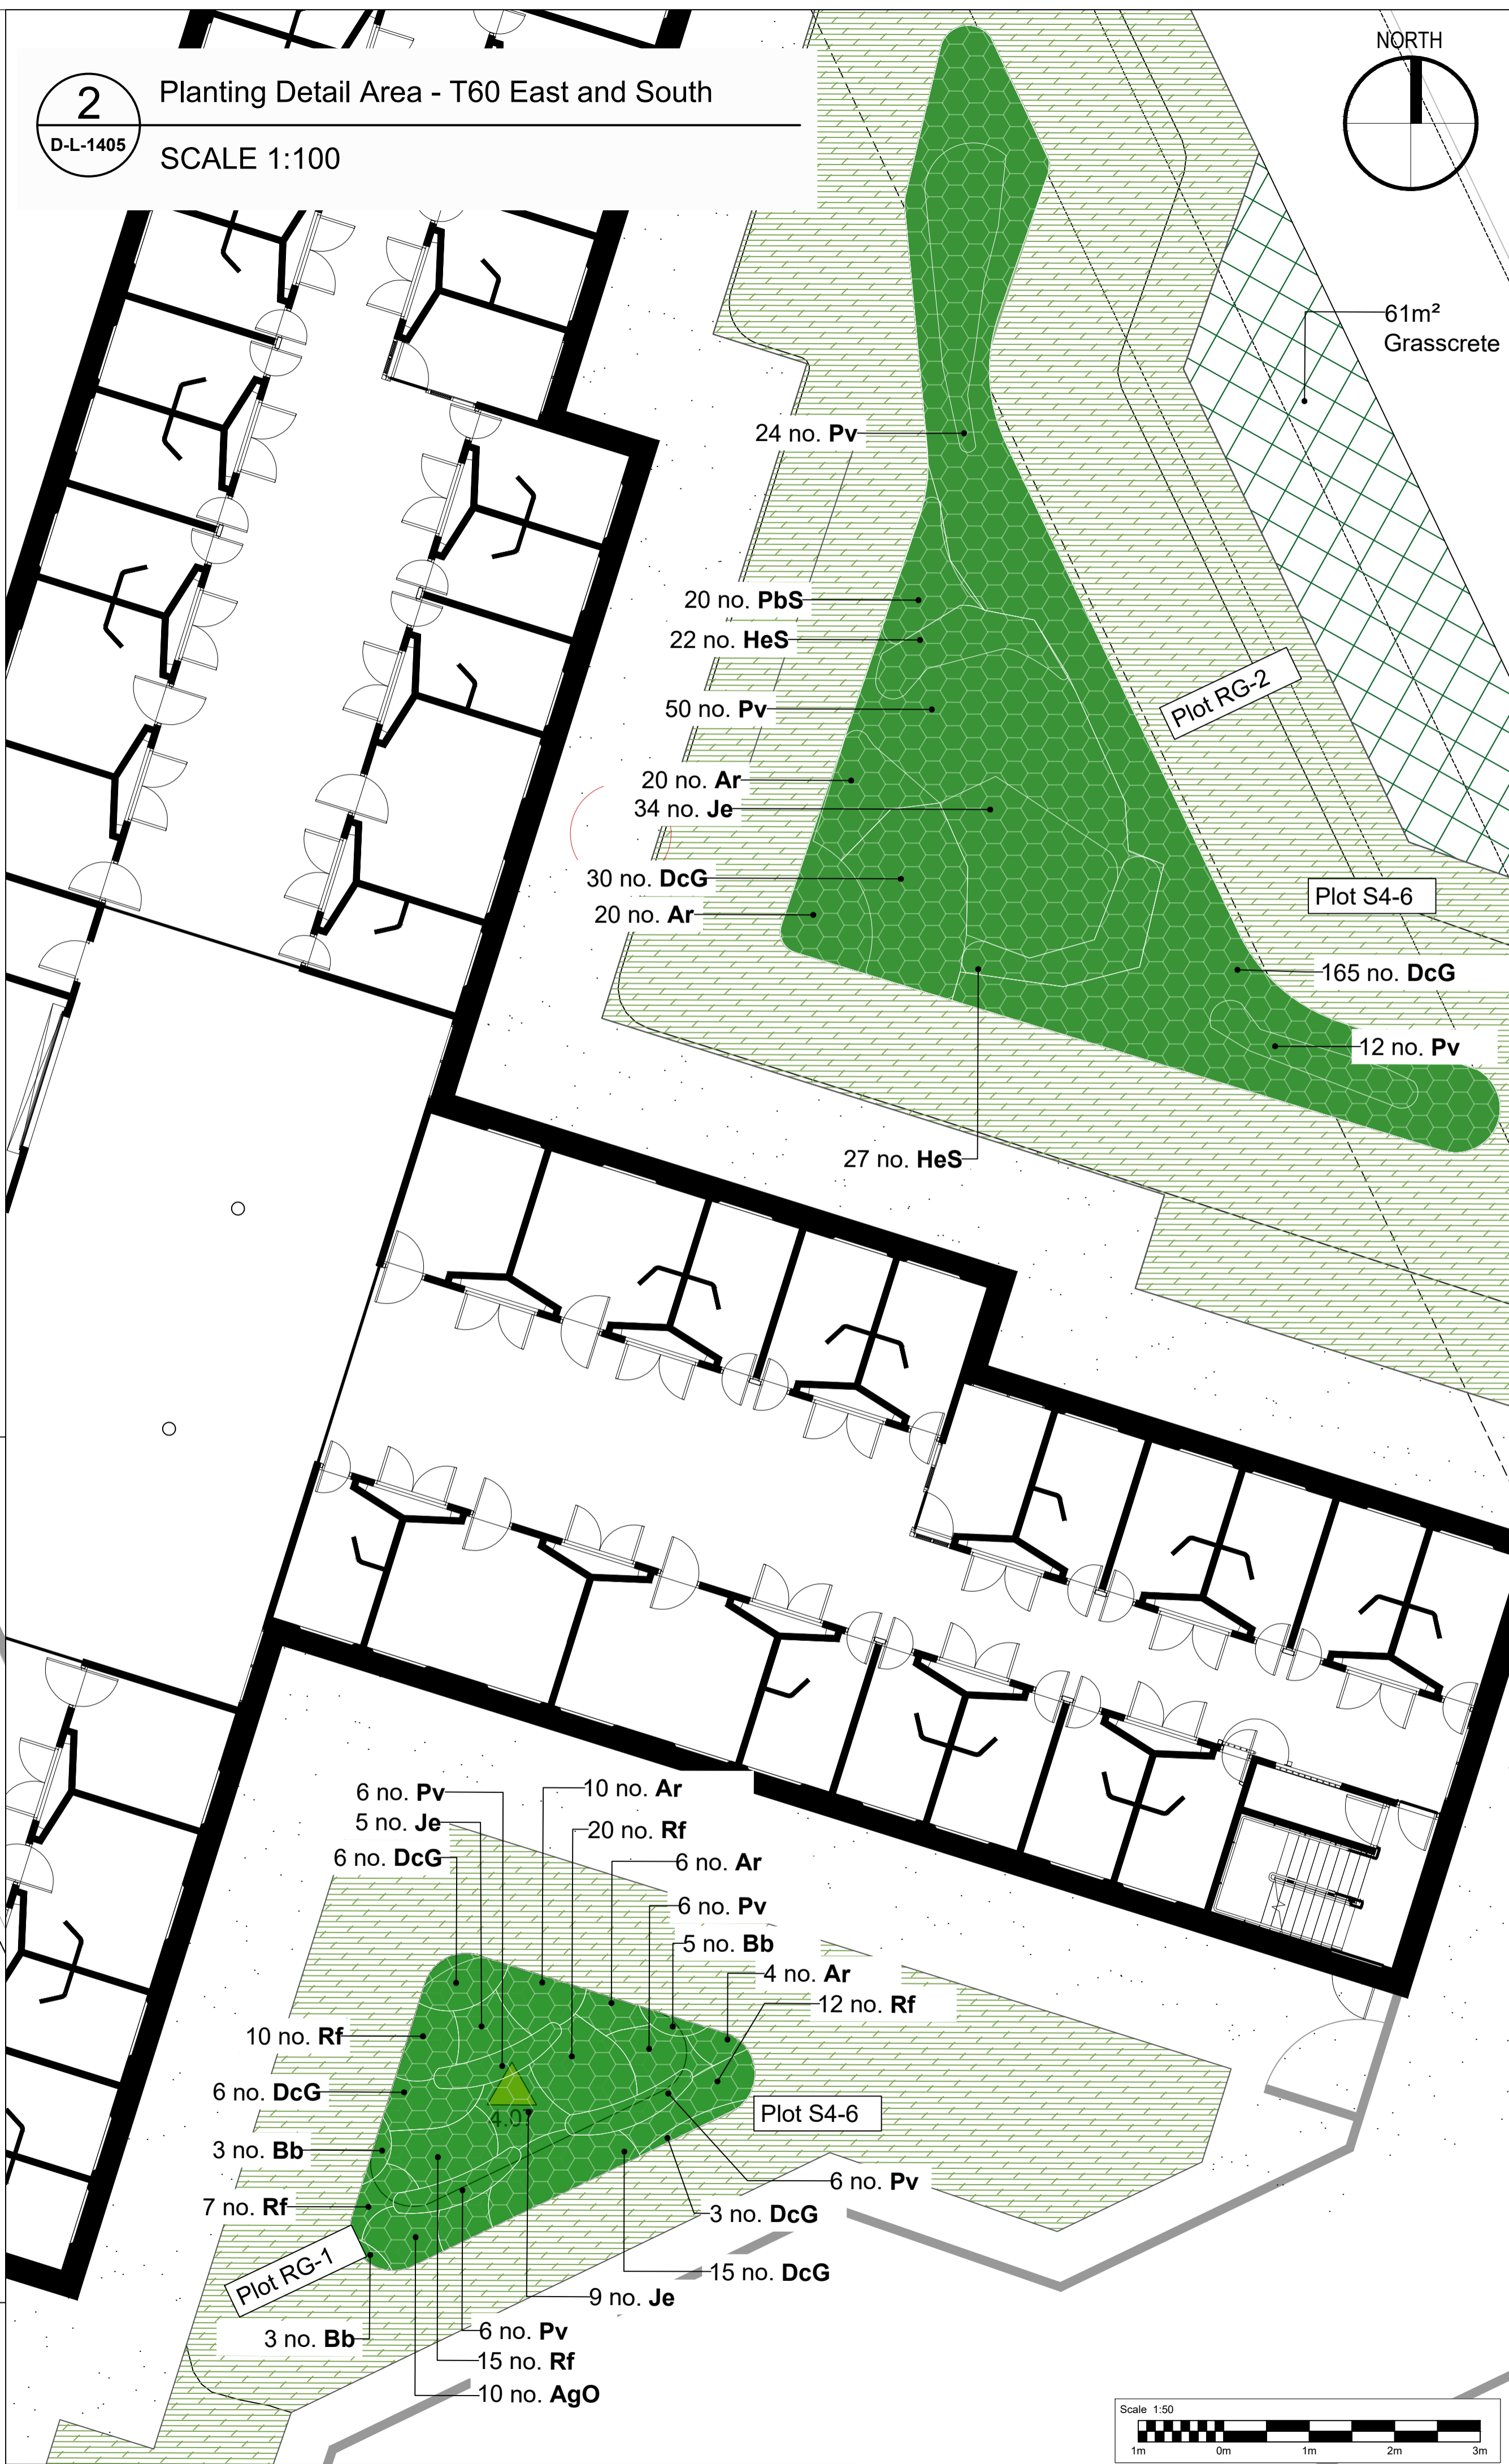 2
D-L-1405
Planting Detail Area - T60 East and South
SCALE 1:100
NORTH
61m²
Grasscrete
24 no. Pv
20 no. PbS
22 no. HeS
50 no. Pv
20 no. Ar
34 no. Je
30 no. DcG
20 no. Ar
Plot RG-2
Plot S4-6
165 no. DcG
12 no. Pv
27 no. HeS
6 no. Pv
5 no. Je
6 no. DcG
10 no. Ar
20 no. Rf
6 no. Ar
6 no. Pv
5 no. Bb
4 no. Ar
12 no. Rf
10 no. Rf
6 no. DcG
3 no. Bb
7 no. Rf
Plot RG-1
3 no. Bb
Plot S4-6
6 no. Pv
3 no. DcG
15 no. DcG
9 no. Je
6 no. Pv
15 no. Rf
10 no. AgO
Scale 1:50
1m 0m 1m 2m 3m